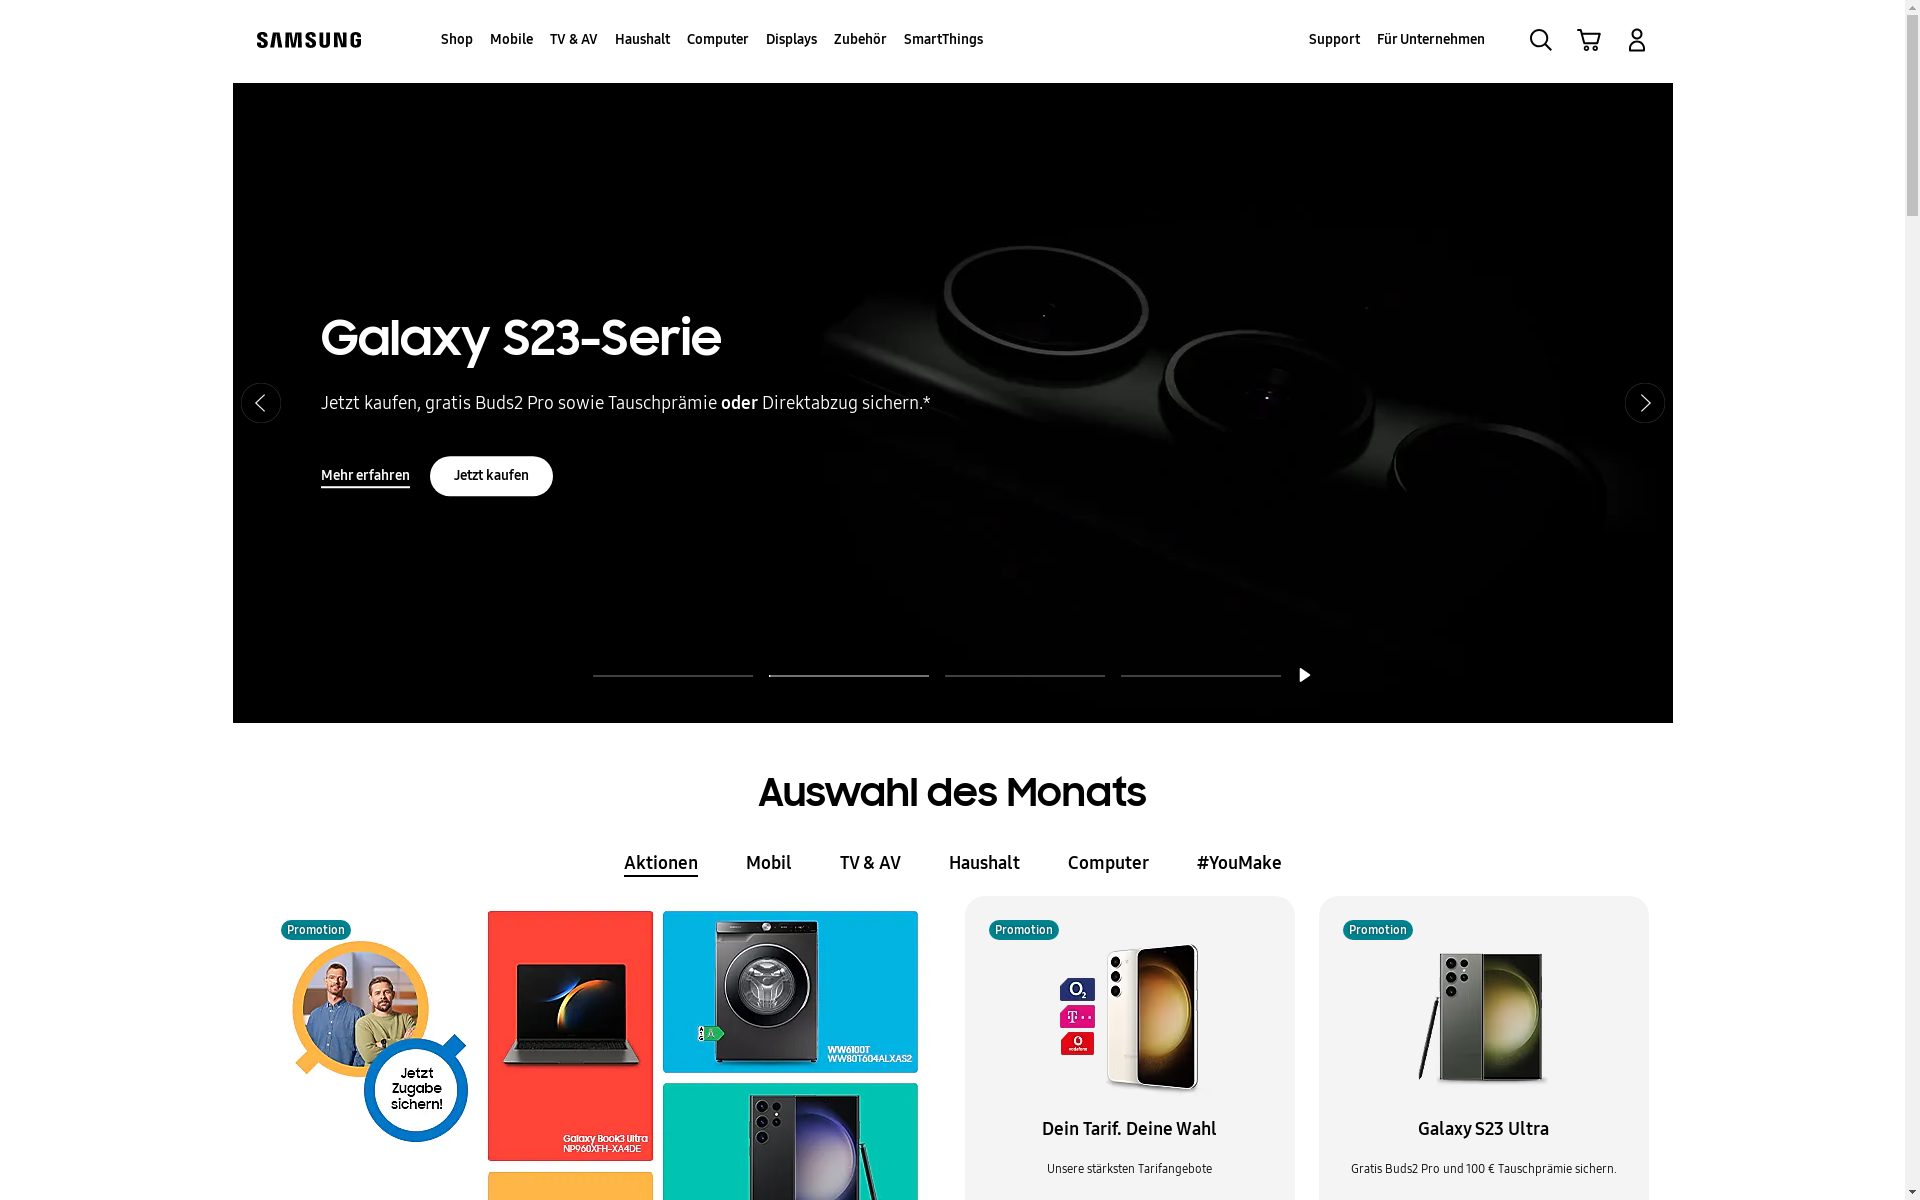 SAMSUNG
Shop Mobile TV & AV Haushalt Computer Displays Zubehör SmartThings
Support Für Unternehmen
Galaxy S23-Serie
Jetzt kaufen, gratis Buds2 Pro sowie Tauschprämie oder Direktabzug sichern.*
Mehr erfahren
Jetzt kaufen
Auswahl des Monats
Aktionen Mobil TV & AV Haushalt Computer #YouMake
Promotion
Jetzt
Zugabe
sichern!
Galaxy Book3 Ultra
NP960XFH-XA4DE
WW6100T
WW80T604ALXAS2
Promotion
O2
T
vodafone
Dein Tarif. Deine Wahl
Unsere stärksten Tarifangebote
Promotion
Galaxy S23 Ultra
Gratis Buds2 Pro und 100 € Tauschprämie sichern.